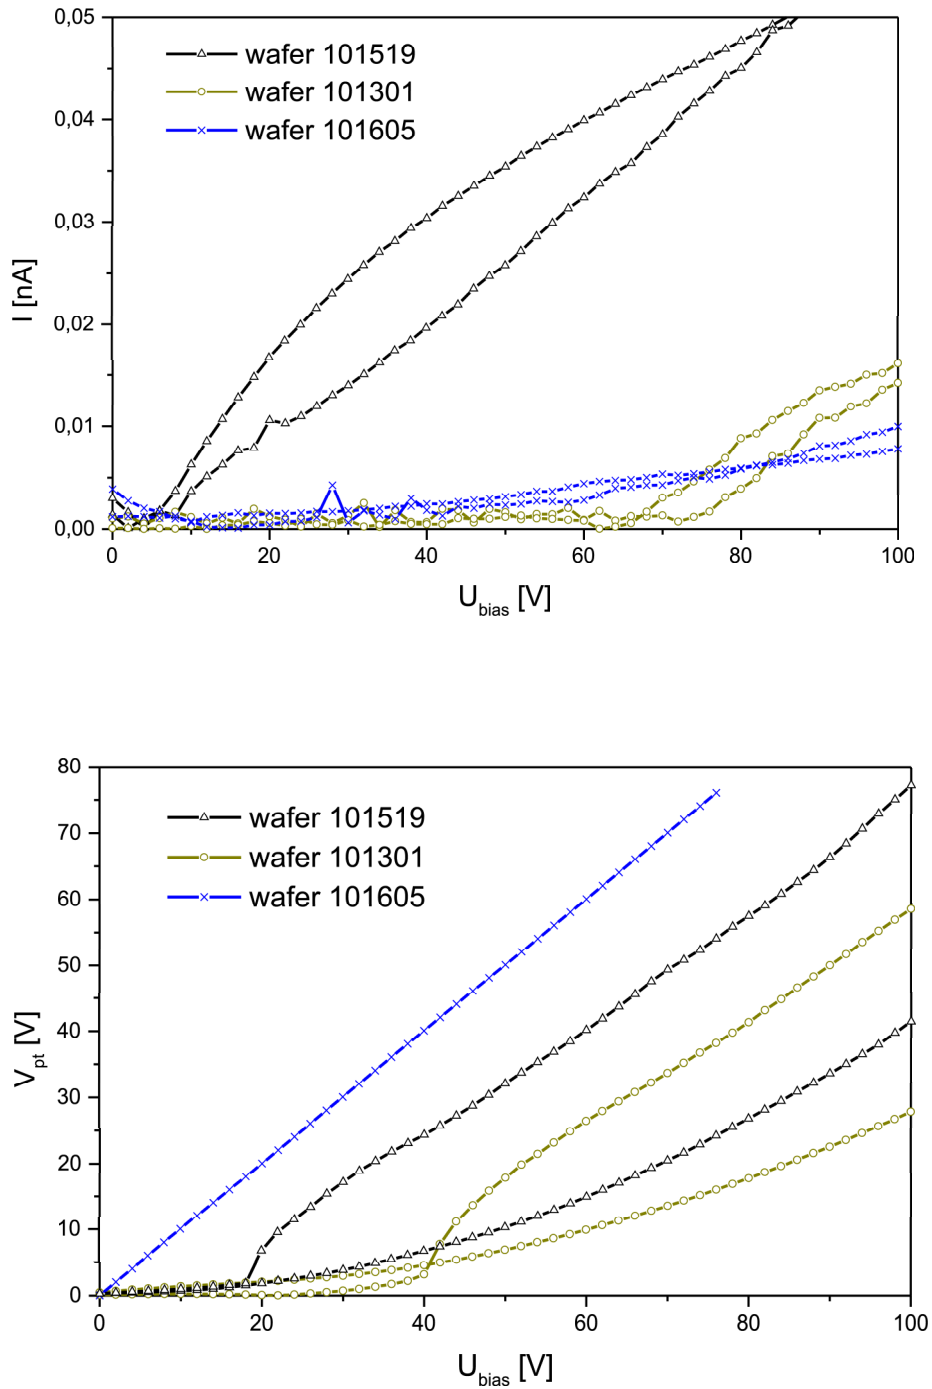 0,05
wafer 101519
wafer 101301
wafer 101605
0,04
0,03
I [nA]
0,02
0,01
0,00
0 20 40 60 80 100
U_bias [V]
80
wafer 101519
wafer 101301
wafer 101605
70
60
50
40
V_pt [V]
30
20
10
0
0 20 40 60 80 100
U_bias [V]